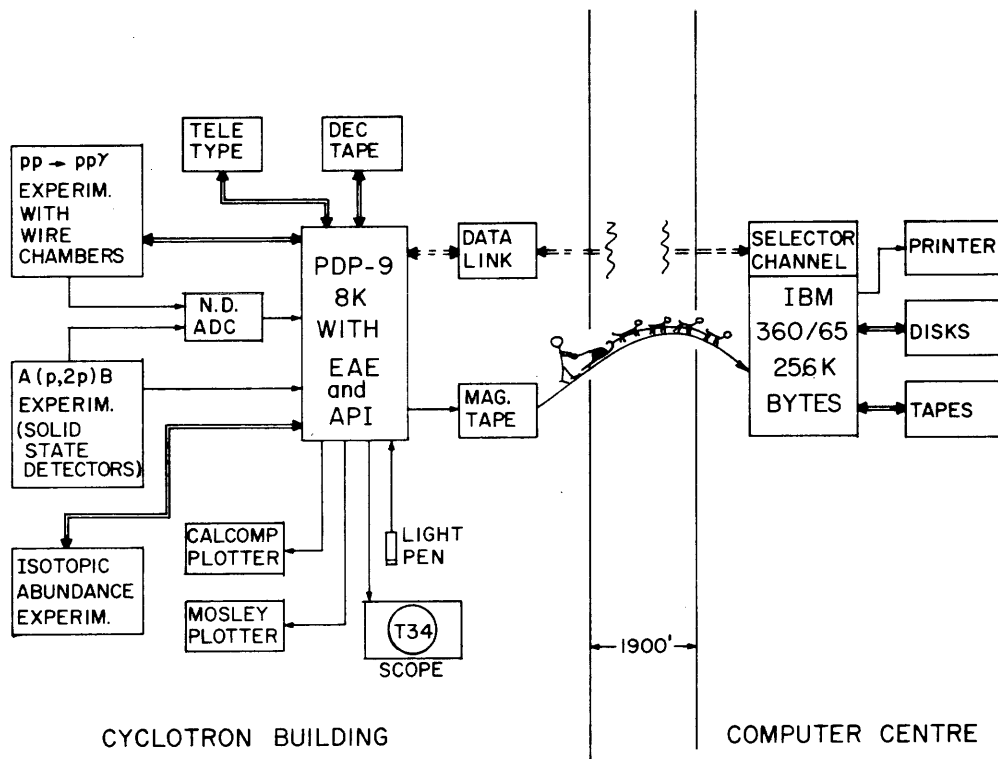 TELE
TYPE
DEC
TAPE
pp → ppγ
EXPERIM.
WITH
WIRE
CHAMBERS
N.D.
ADC
A(p,2p)B
EXPERIM.
(SOLID
STATE
DETECTORS)
ISOTOPIC
ABUNDANCE
EXPERIM.
PDP-9
8K
WITH
EAE
and
API
DATA
LINK
MAG.
TAPE
CALCOMP
PLOTTER
MOSLEY
PLOTTER
LIGHT
PEN
T34
SCOPE
1900'
SELECTOR
CHANNEL
IBM
360/65
256K
BYTES
PRINTER
DISKS
TAPES
CYCLOTRON BUILDING
COMPUTER CENTRE